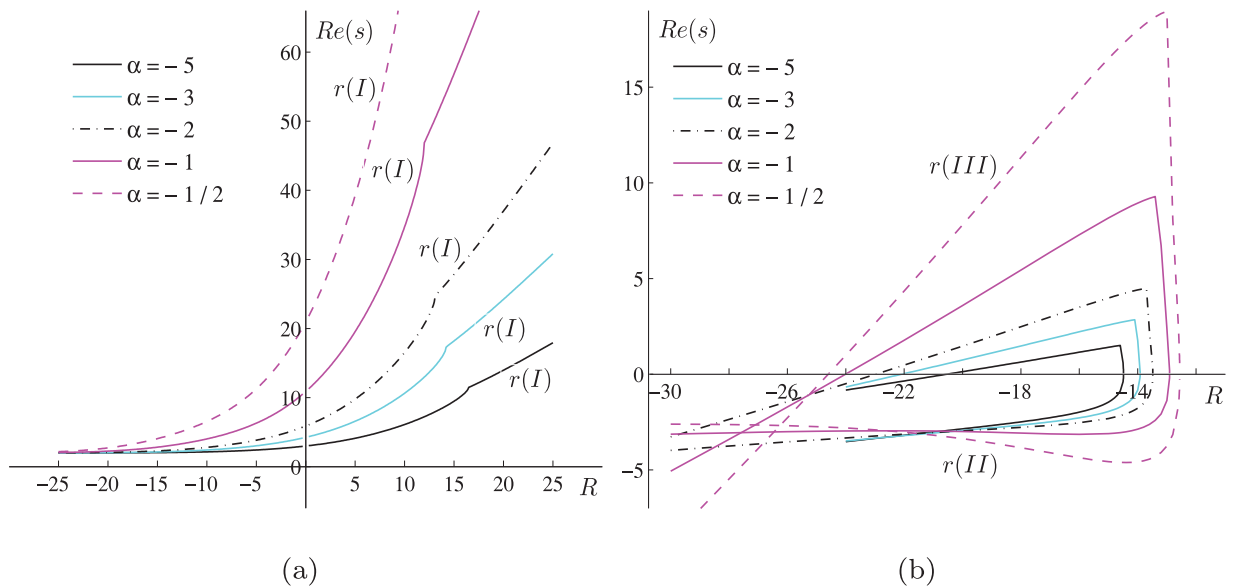 Re(s)
60
50
40
30
20
10
0
−25 −20 −15 −10 −5 5 10 15 20 25 R
α = − 5
α = − 3
α = − 2
α = − 1
α = − 1 / 2
r(I)
r(I)
r(I)
r(I)
r(I)
(a)
Re(s)
15
10
5
0
−5
−30 −26 −22 −18 −14 R
α = − 5
α = − 3
α = − 2
α = − 1
α = − 1 / 2
r(III)
r(II)
(b)